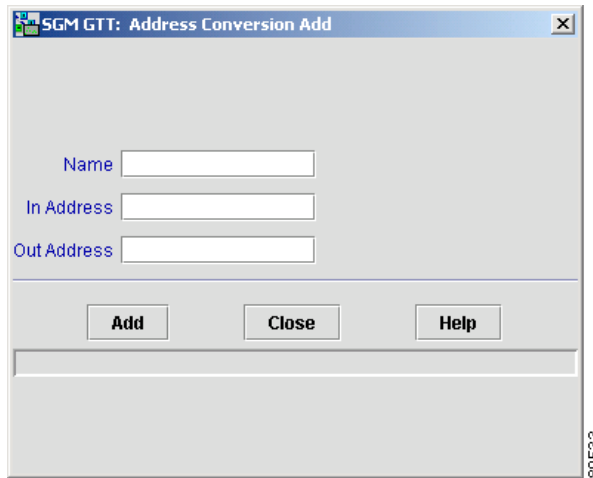 SGM GTT: Address Conversion Add
Name
In Address
Out Address
Add Close Help